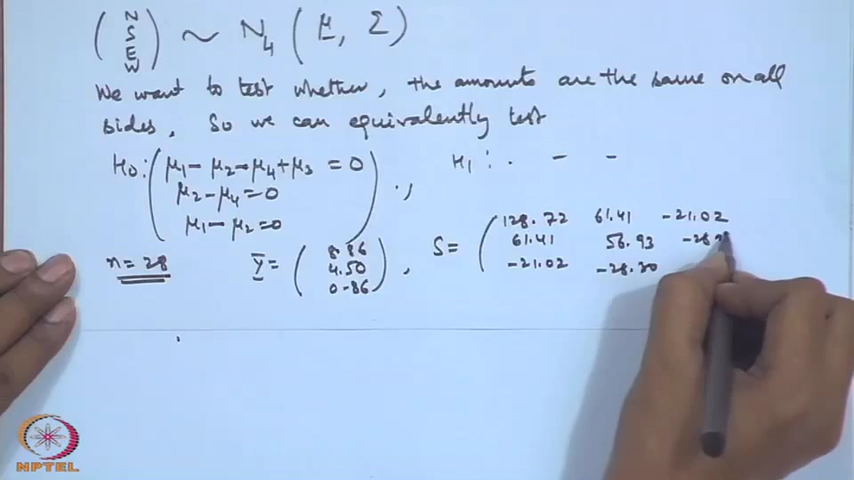 (N S E W) ~ N₄ (μ, Σ)
We want to test whether, the amounts are the same on all
sides. So we can equivalently test
H₀: (μ₁ - μ₂ - μ₄ + μ₃ = 0
μ₂ - μ₄ = 0
μ₁ - μ₂ = 0) ., H₁ : . - -
n = 28 y̅ = (8.86 4.50 0.86), S = (128.72 61.41 -21.02
61.41 56.93 -28.
-21.02 -28.30
NPTEL